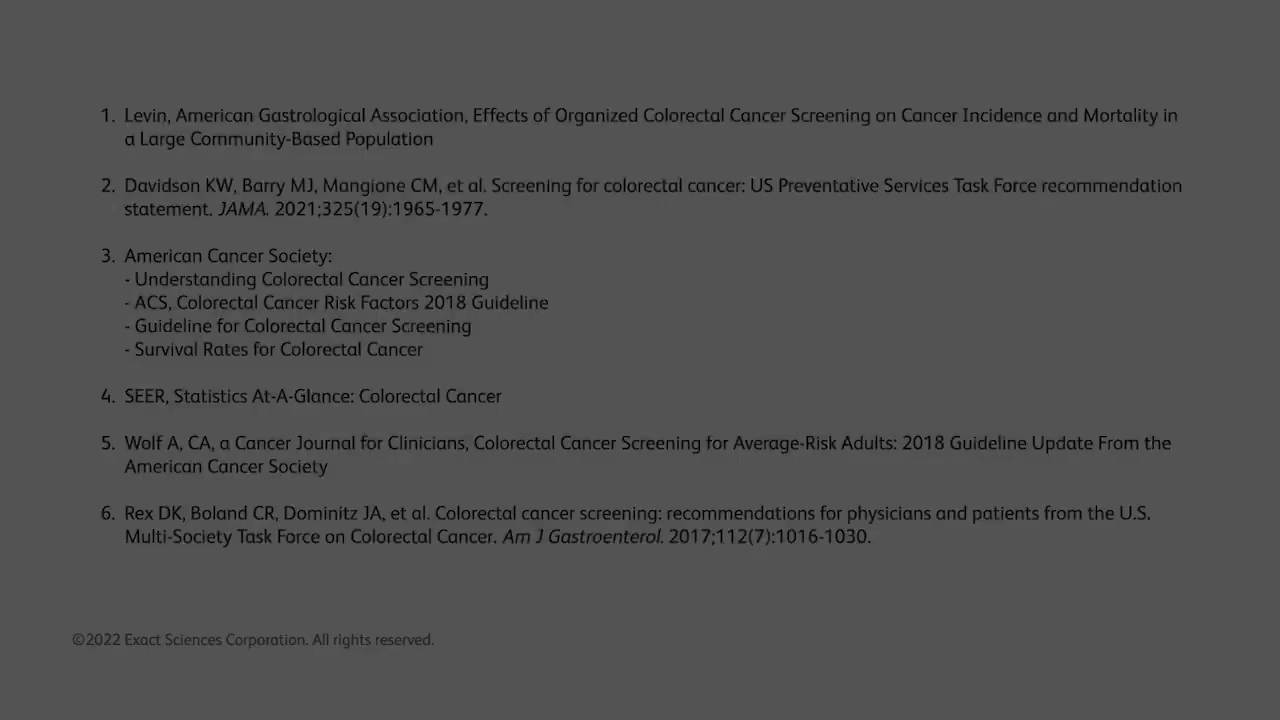 1. Levin, American Gastrological Association, Effects of Organized Colorectal Cancer Screening on Cancer Incidence and Mortality in
a Large Community-Based Population
2. Davidson KW, Barry MJ, Mangione CM, et al. Screening for colorectal cancer: US Preventative Services Task Force recommendation
statement. JAMA. 2021;325(19):1965-1977.
3. American Cancer Society:
- Understanding Colorectal Cancer Screening
- ACS, Colorectal Cancer Risk Factors 2018 Guideline
- Guideline for Colorectal Cancer Screening
- Survival Rates for Colorectal Cancer
4. SEER, Statistics At-A-Glance: Colorectal Cancer
5. Wolf A, CA, a Cancer Journal for Clinicians, Colorectal Cancer Screening for Average-Risk Adults: 2018 Guideline Update From the
American Cancer Society
6. Rex DK, Boland CR, Dominitz JA, et al. Colorectal cancer screening: recommendations for physicians and patients from the U.S.
Multi-Society Task Force on Colorectal Cancer. Am J Gastroenterol. 2017;112(7):1016-1030.
©2022 Exact Sciences Corporation. All rights reserved.